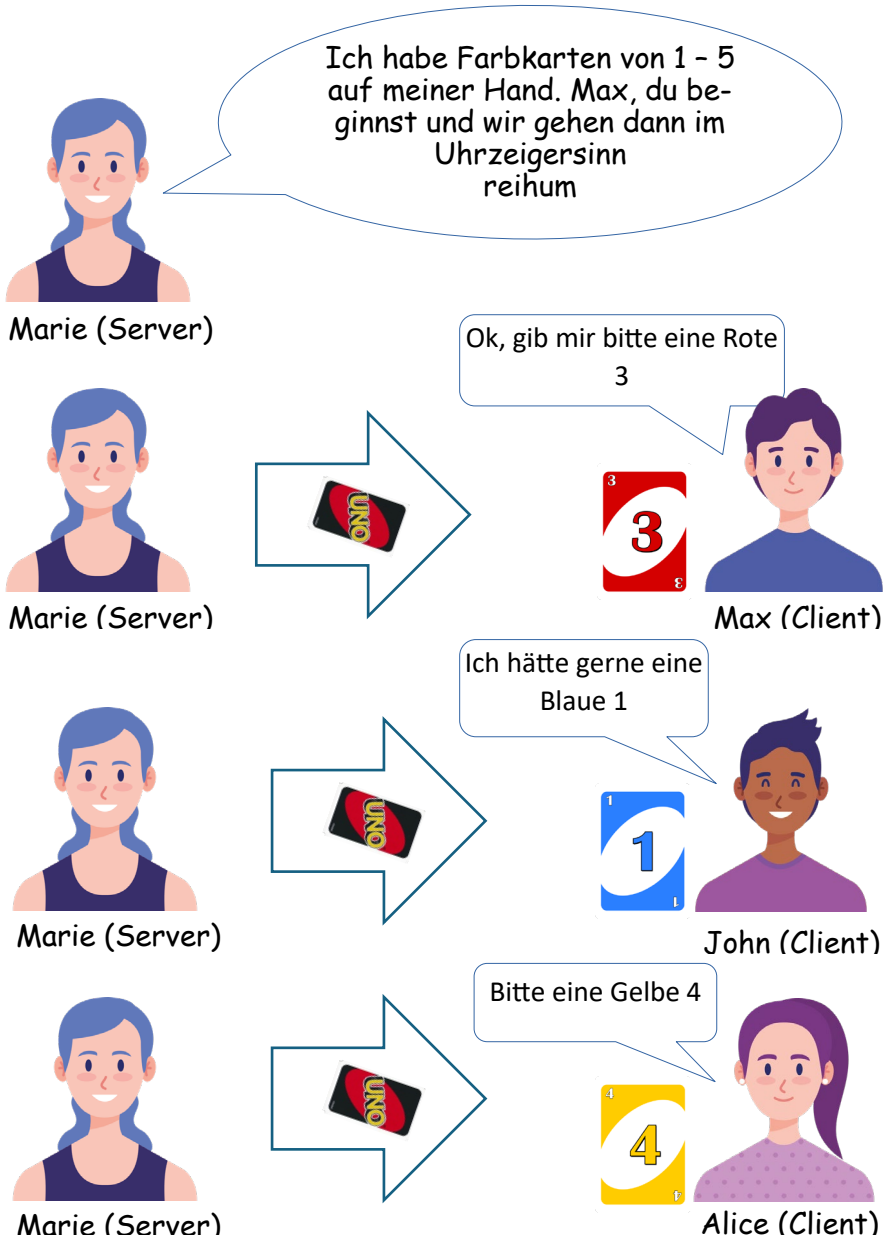 Ich habe Farbkarten von 1 – 5
auf meiner Hand. Max, du be-
ginnst und wir gehen dann im
Uhrzeigersinn
reihum
Marie (Server)
Ok, gib mir bitte eine Rote
3
UNO
3
3
3
Marie (Server)
Max (Client)
Ich hätte gerne eine
Blaue 1
UNO
1
1
1
Marie (Server)
John (Client)
Bitte eine Gelbe 4
UNO
4
4
4
Marie (Server)
Alice (Client)